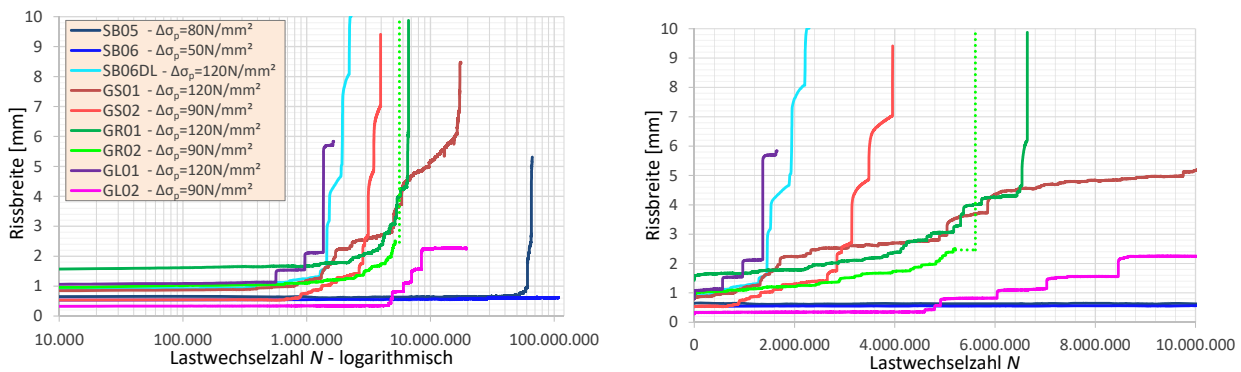 10
9
8
7
6
5
4
3
2
1
0
Rissbreite [mm]
SB05 - Δσp=80N/mm²
SB06 - Δσp=50N/mm²
SB06DL - Δσp=120N/mm²
GS01 - Δσp=120N/mm²
GS02 - Δσp=90N/mm²
GR01 - Δσp=120N/mm²
GR02 - Δσp=90N/mm²
GL01 - Δσp=120N/mm²
GL02 - Δσp=90N/mm²
10.000 100.000 1.000.000 10.000.000 100.000.000
Lastwechselzahl N - logarithmisch
10
9
8
7
6
5
4
3
2
1
0
Rissbreite [mm]
0 2.000.000 4.000.000 6.000.000 8.000.000 10.000.000
Lastwechselzahl N